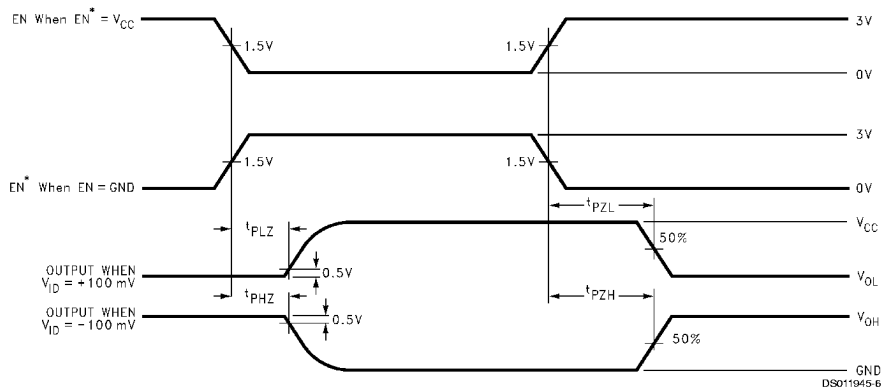 EN When EN* = VCC
3V
1.5V
1.5V
0V
3V
1.5V
1.5V
EN* When EN = GND
0V
tPZL
VCC
tPLZ
50%
OUTPUT WHEN
VID = +100 mV
0.5V
VOL
tPHZ
tPZH
OUTPUT WHEN
VID = -100 mV
0.5V
VOH
50%
GND
DS011945-6